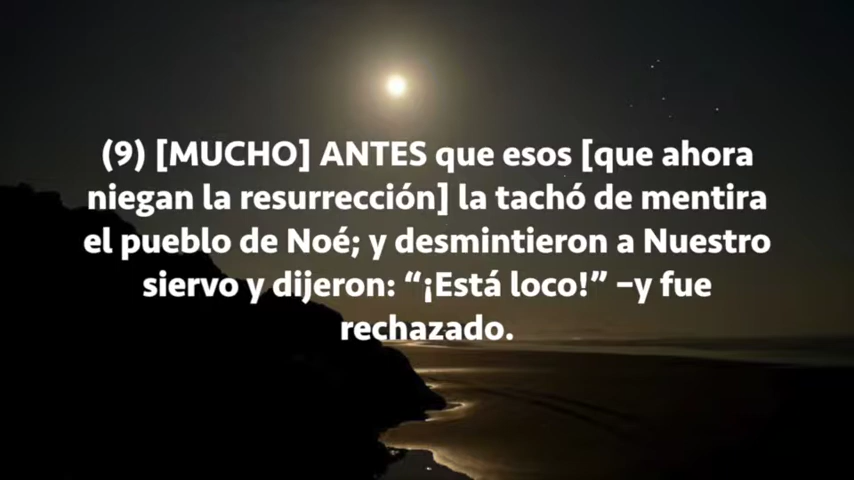 (9) [MUCHO] ANTES que esos [que ahora
niegan la resurrección] la tachó de mentira
el pueblo de Noé; y desmintieron a Nuestro
siervo y dijeron: “¡Está loco!” –y fue
rechazado.